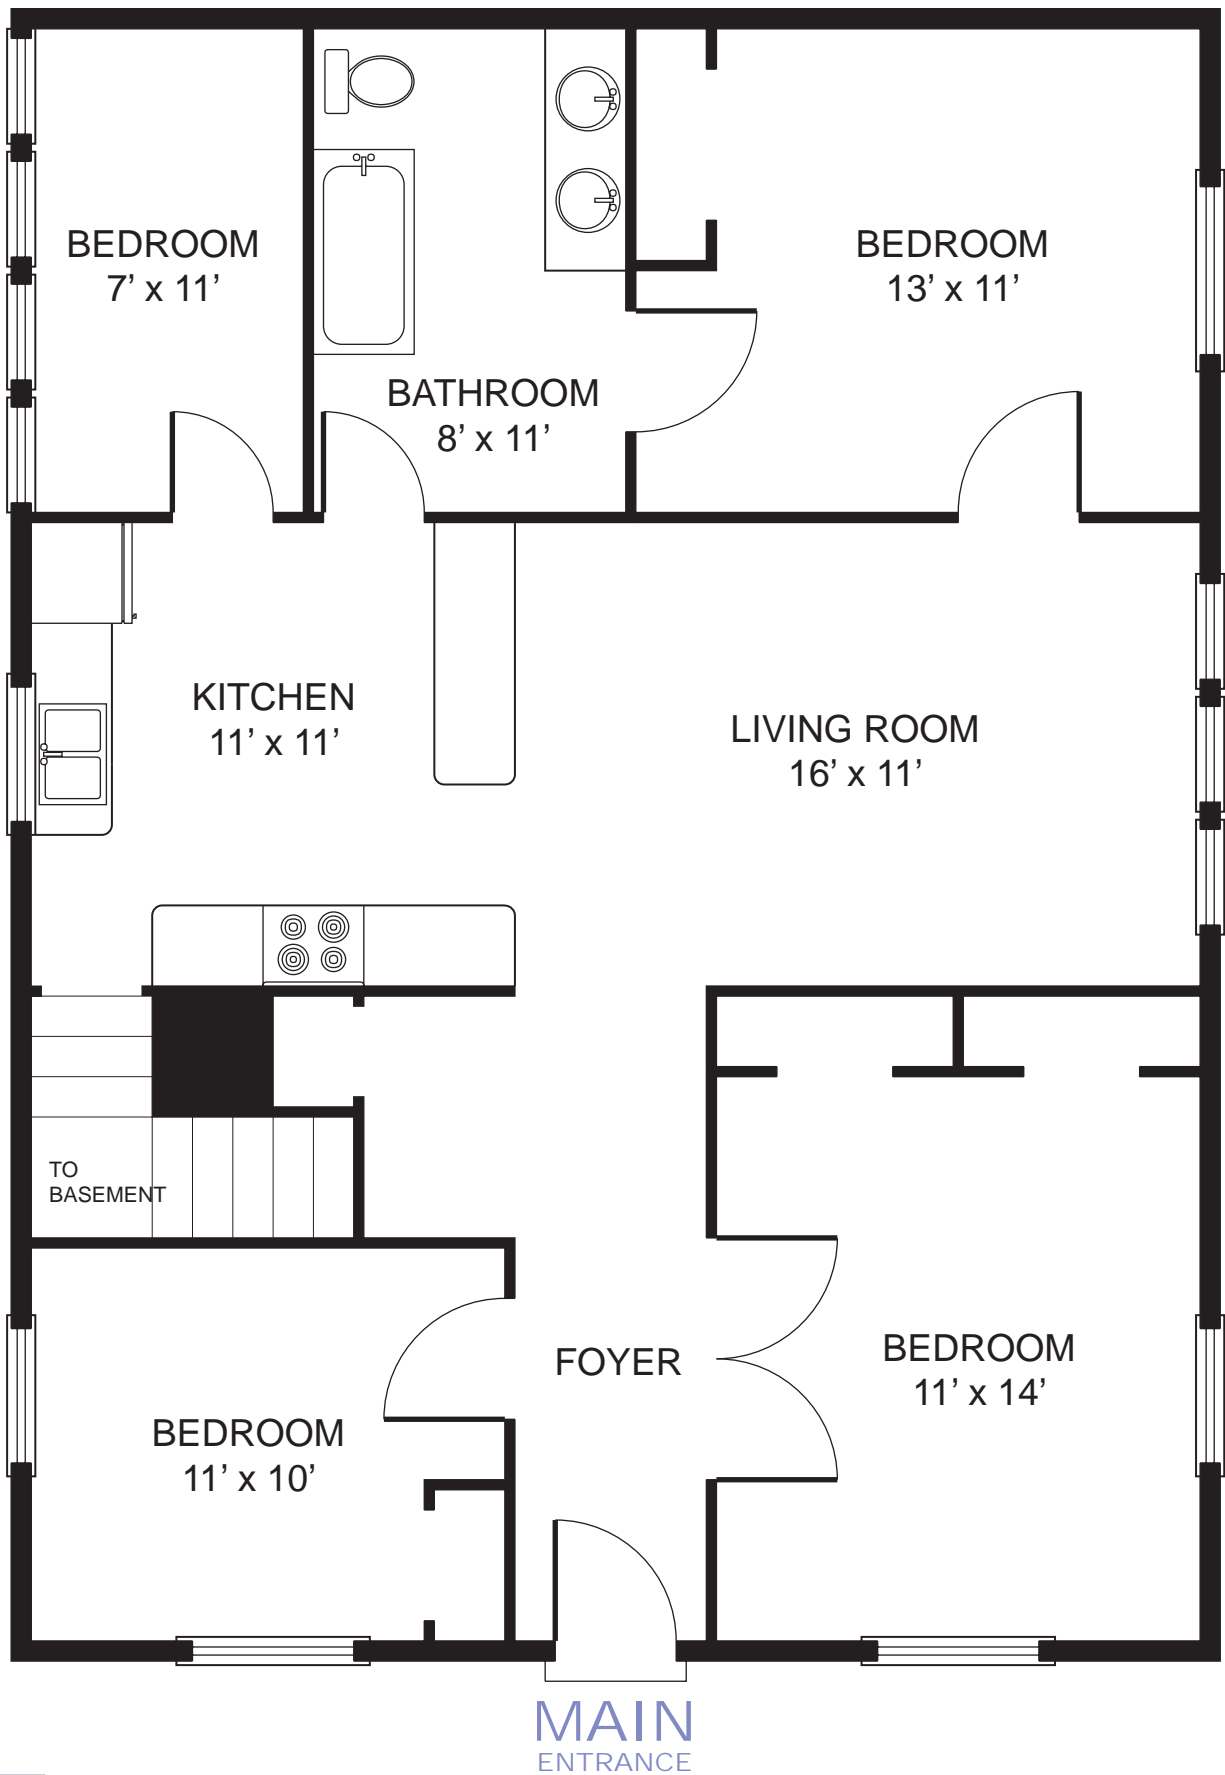 BEDROOM
7’ x 11’
BEDROOM
13’ x 11’
BATHROOM
8’ x 11’
KITCHEN
11’ x 11’
LIVING ROOM
16’ x 11’
TO
BASEMENT
FOYER
BEDROOM
11’ x 14’
BEDROOM
11’ x 10’
MAIN
ENTRANCE